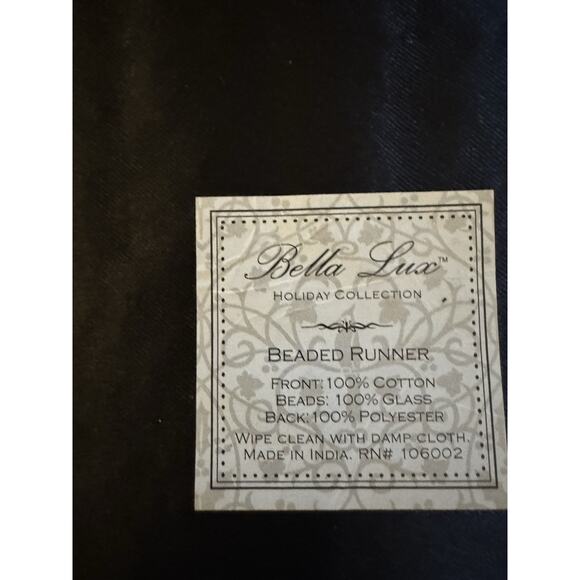 Bella Lux™
Holiday Collection
Beaded Runner
Front: 100% Cotton
Beads: 100% Glass
Back: 100% Polyester
Wipe clean with damp cloth.
Made in India. RN# 106002